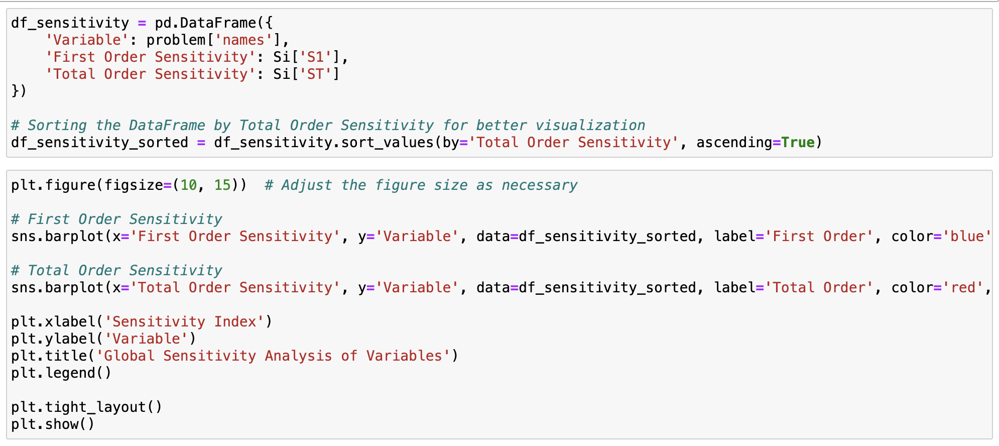 df_sensitivity = pd.DataFrame({
    'Variable': problem['names'],
    'First Order Sensitivity': Si['S1'],
    'Total Order Sensitivity': Si['ST']
})

# Sorting the DataFrame by Total Order Sensitivity for better visualization
df_sensitivity_sorted = df_sensitivity.sort_values(by='Total Order Sensitivity', ascending=True)

plt.figure(figsize=(10, 15))  # Adjust the figure size as necessary

# First Order Sensitivity
sns.barplot(x='First Order Sensitivity', y='Variable', data=df_sensitivity_sorted, label='First Order', color='blue'

# Total Order Sensitivity
sns.barplot(x='Total Order Sensitivity', y='Variable', data=df_sensitivity_sorted, label='Total Order', color='red',

plt.xlabel('Sensitivity Index')
plt.ylabel('Variable')
plt.title('Global Sensitivity Analysis of Variables')
plt.legend()

plt.tight_layout()
plt.show()